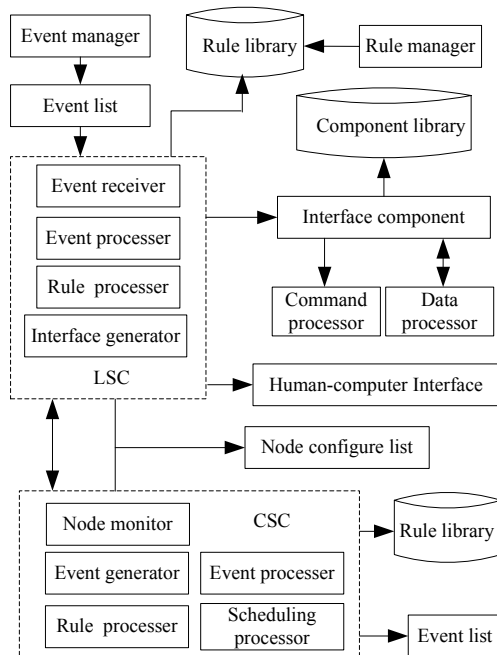 Event manager
Rule library
Rule manager
Event list
Component library
Event receiver
Event processer
Interface component
Rule processer
Command
processor
Data
processor
Interface generator
LSC
Human-computer Interface
Node configure list
Node monitor
CSC
Rule library
Event generator
Event processer
Rule processer
Scheduling
processor
Event list